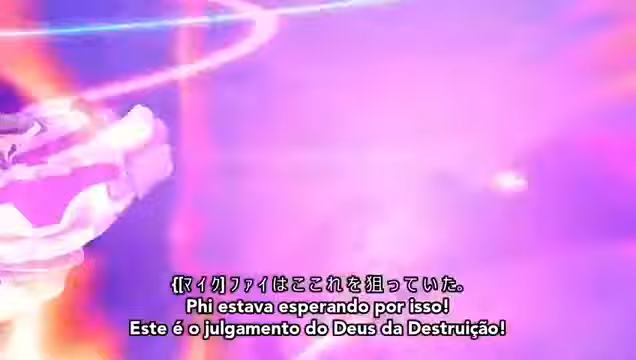 {[ﾏｲｸ]ﾌｧｲはここれを狙っていた｡
Phi estava esperando por isso!
Este é o julgamento do Deus da Destruição!